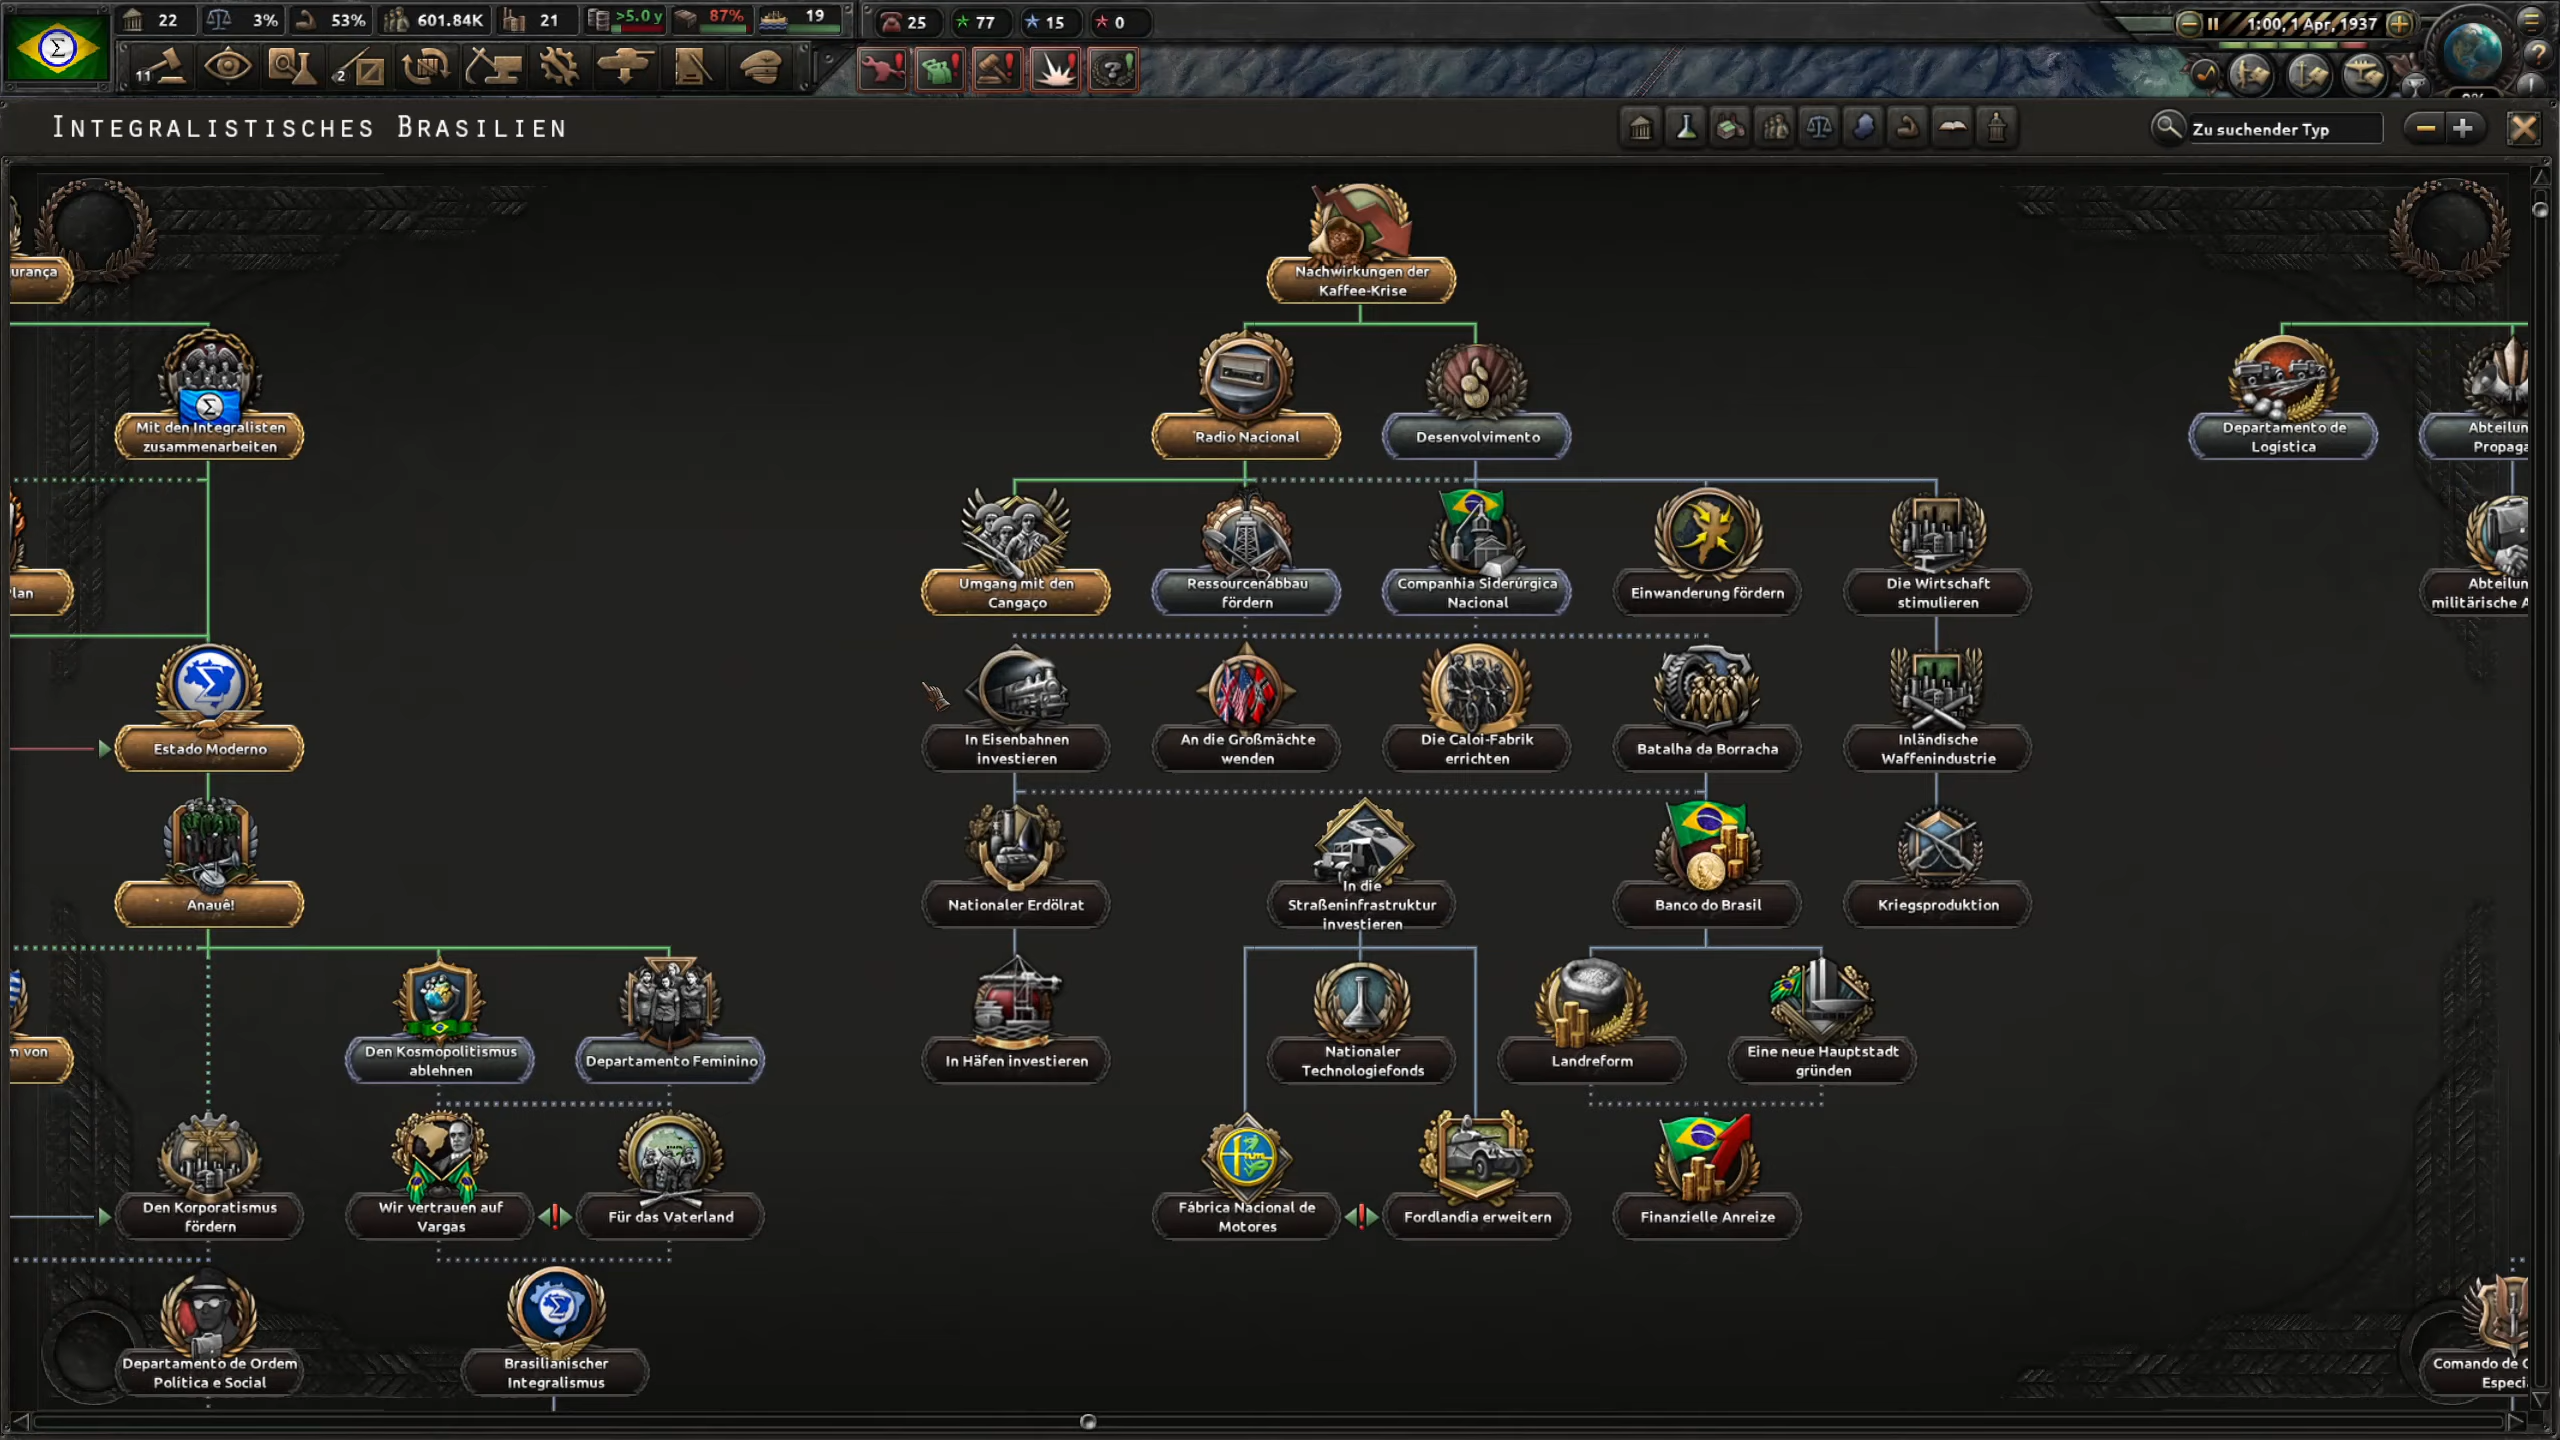 22
3%
53%
601.84K
21
>5.0 y
87%
19
25
77
15
0
1:00, 1 Apr, 1937
11
2
INTEGRALISTISCHES BRASILIEN
Zu suchender Typ
Nachwirkungen der
Kaffee-Krise
urança
Mit den Integralisten
zusammenarbeiten
Radio Nacional
Desenvolvimento
Departamento de
Logística
Abteilun
Propaga
Plan
Umgang mit den
Cangaço
Ressourcenabbau
fördern
Companhia Siderúrgica
Nacional
Einwanderung fördern
Die Wirtschaft
stimulieren
Abteilun
militärische A
Estado Moderno
In Eisenbahnen
investieren
An die Großmächte
wenden
Die Caloi-Fabrik
errichten
Batalha da Borracha
Inländische
Waffenindustrie
Anauê!
Nationaler Erdölrat
In die
Straßeninfrastruktur
investieren
Banco do Brasil
Kriegsproduktion
m von
Den Kosmopolitismus
ablehnen
Departamento Feminino
In Häfen investieren
Nationaler
Technologiefonds
Landreform
Eine neue Hauptstadt
gründen
Den Korporatismus
fördern
Wir vertrauen auf
Vargas
Für das Vaterland
Fábrica Nacional de
Motores
Fordlandia erweitern
Finanzielle Anreize
Departamento de Ordem
Política e Social
Brasilianischer
Integralismus
Comando de O
Especi